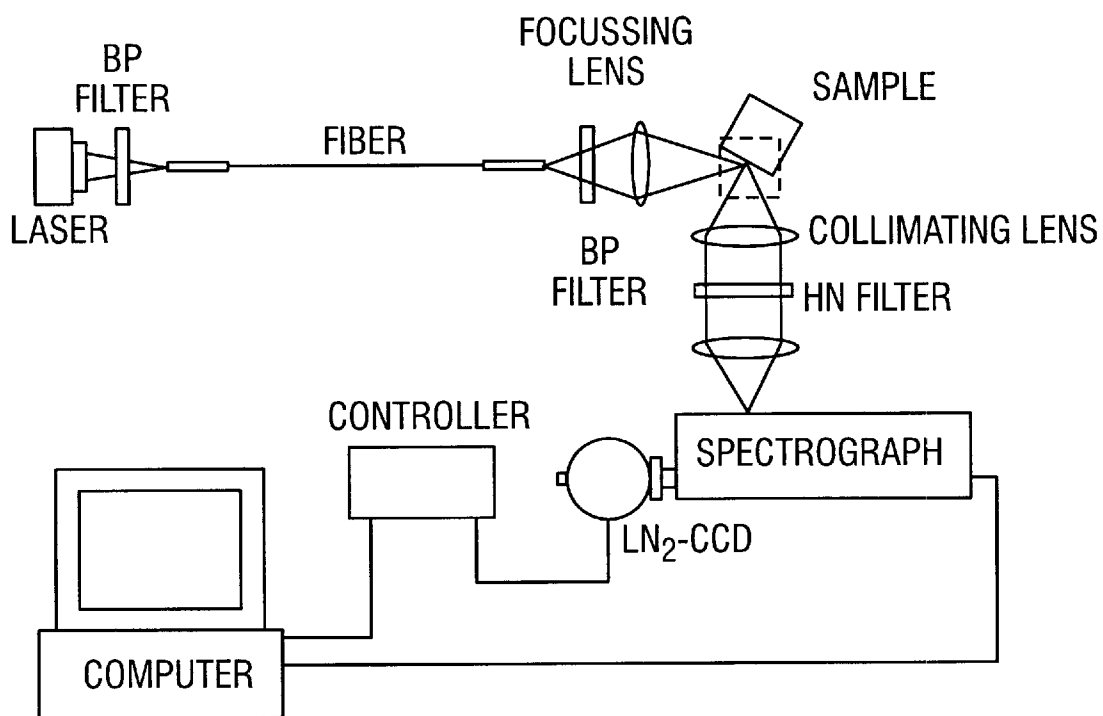 FOCUSSING
LENS
BP
FILTER
SAMPLE
FIBER
LASER
COLLIMATING LENS
BP
FILTER
HN FILTER
CONTROLLER
SPECTROGRAPH
LN₂-CCD
COMPUTER